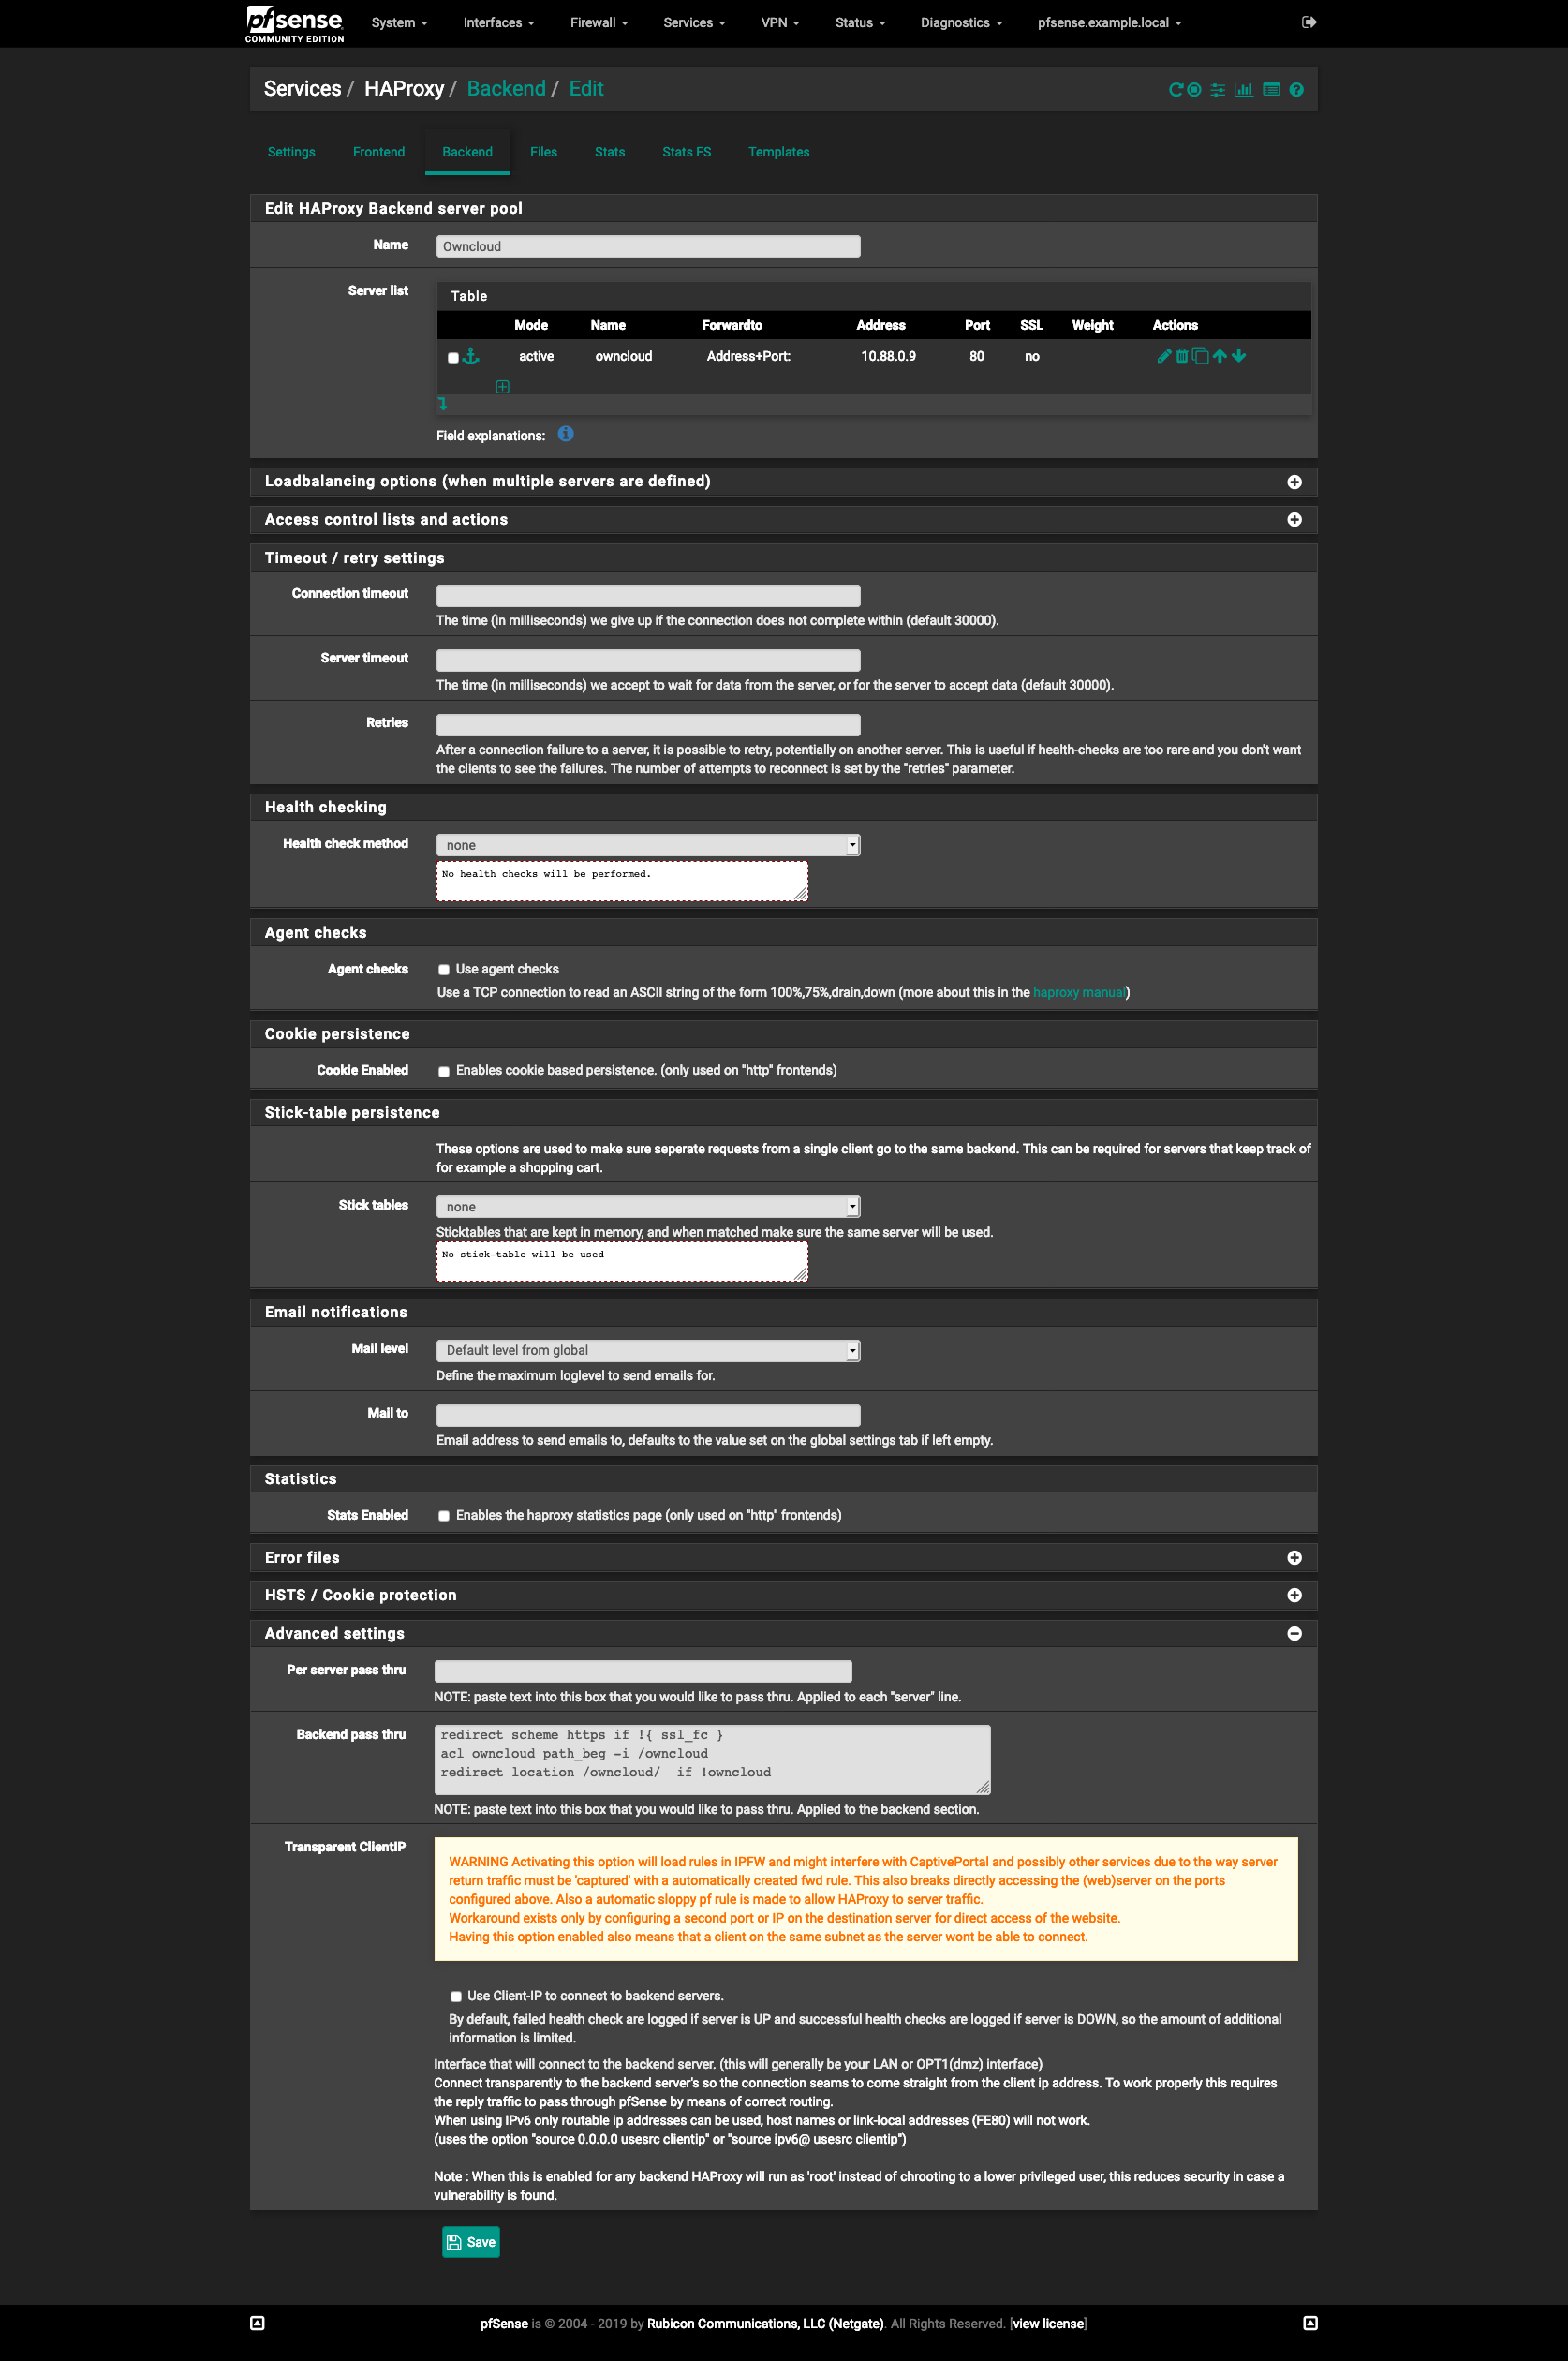 pfsense
COMMUNITY EDITION
System Interfaces Firewall Services VPN Status Diagnostics pfsense.example.local
Services / HAProxy / Backend / Edit
Settings Frontend Backend Files Stats Stats FS Templates
Edit HAProxy Backend server pool
Name Owncloud
Server list
Table
Mode Name Forwardto Address Port SSL Weight Actions
active owncloud Address+Port: 10.88.0.9 80 no
Field explanations:
Loadbalancing options (when multiple servers are defined)
Access control lists and actions
Timeout / retry settings
Connection timeout
The time (in milliseconds) we give up if the connection does not complete within (default 30000).
Server timeout
The time (in milliseconds) we accept to wait for data from the server, or for the server to accept data (default 30000).
Retries
After a connection failure to a server, it is possible to retry, potentially on another server. This is useful if health-checks are too rare and you don't want
the clients to see the failures. The number of attempts to reconnect is set by the "retries" parameter.
Health checking
Health check method none
No health checks will be performed.
Agent checks
Agent checks Use agent checks
Use a TCP connection to read an ASCII string of the form 100%,75%,drain,down (more about this in the haproxy manual)
Cookie persistence
Cookie Enabled Enables cookie based persistence. (only used on "http" frontends)
Stick-table persistence
These options are used to make sure seperate requests from a single client go to the same backend. This can be required for servers that keep track of
for example a shopping cart.
Stick tables none
Sticktables that are kept in memory, and when matched make sure the same server will be used.
No stick-table will be used
Email notifications
Mail level Default level from global
Define the maximum loglevel to send emails for.
Mail to
Email address to send emails to, defaults to the value set on the global settings tab if left empty.
Statistics
Stats Enabled Enables the haproxy statistics page (only used on "http" frontends)
Error files
HSTS / Cookie protection
Advanced settings
Per server pass thru
NOTE: paste text into this box that you would like to pass thru. Applied to each "server" line.
Backend pass thru redirect scheme https if !{ ssl_fc }
acl owncloud path_beg -i /owncloud
redirect location /owncloud/  if !owncloud
NOTE: paste text into this box that you would like to pass thru. Applied to the backend section.
Transparent ClientIP
WARNING Activating this option will load rules in IPFW and might interfere with CaptivePortal and possibly other services due to the way server
return traffic must be 'captured' with a automatically created fwd rule. This also breaks directly accessing the (web)server on the ports
configured above. Also a automatic sloppy pf rule is made to allow HAProxy to server traffic.
Workaround exists only by configuring a second port or IP on the destination server for direct access of the website.
Having this option enabled also means that a client on the same subnet as the server wont be able to connect.
Use Client-IP to connect to backend servers.
By default, failed health check are logged if server is UP and successful health checks are logged if server is DOWN, so the amount of additional
information is limited.
Interface that will connect to the backend server. (this will generally be your LAN or OPT1(dmz) interface)
Connect transparently to the backend server's so the connection seams to come straight from the client ip address. To work properly this requires
the reply traffic to pass through pfSense by means of correct routing.
When using IPv6 only routable ip addresses can be used, host names or link-local addresses (FE80) will not work.
(uses the option "source 0.0.0.0 usesrc clientip" or "source ipv6@ usesrc clientip")
Note : When this is enabled for any backend HAProxy will run as 'root' instead of chrooting to a lower privileged user, this reduces security in case a
vulnerability is found.
Save
pfSense is © 2004 - 2019 by Rubicon Communications, LLC (Netgate). All Rights Reserved. [view license]